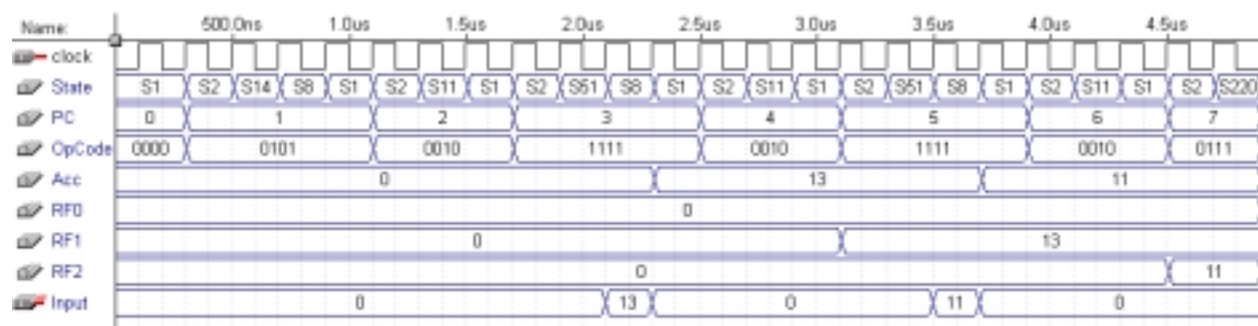 Name: 500.0ns 1.0us 1.5us 2.0us 2.5us 3.0us 3.5us 4.0us 4.5us
clock
State S1 S2 S14 S8 S1 S2 S11 S1 S2 S51 S8 S1 S2 S11 S1 S2 S51 S8 S1 S2 S11 S1 S2 S220
PC 0 1 2 3 4 5 6 7
OpCode 0000 0101 0010 1111 0010 1111 0010 0111
Acc 0 13 11
RF0 0
RF1 0 13
RF2 0 11
Input 0 13 0 11 0